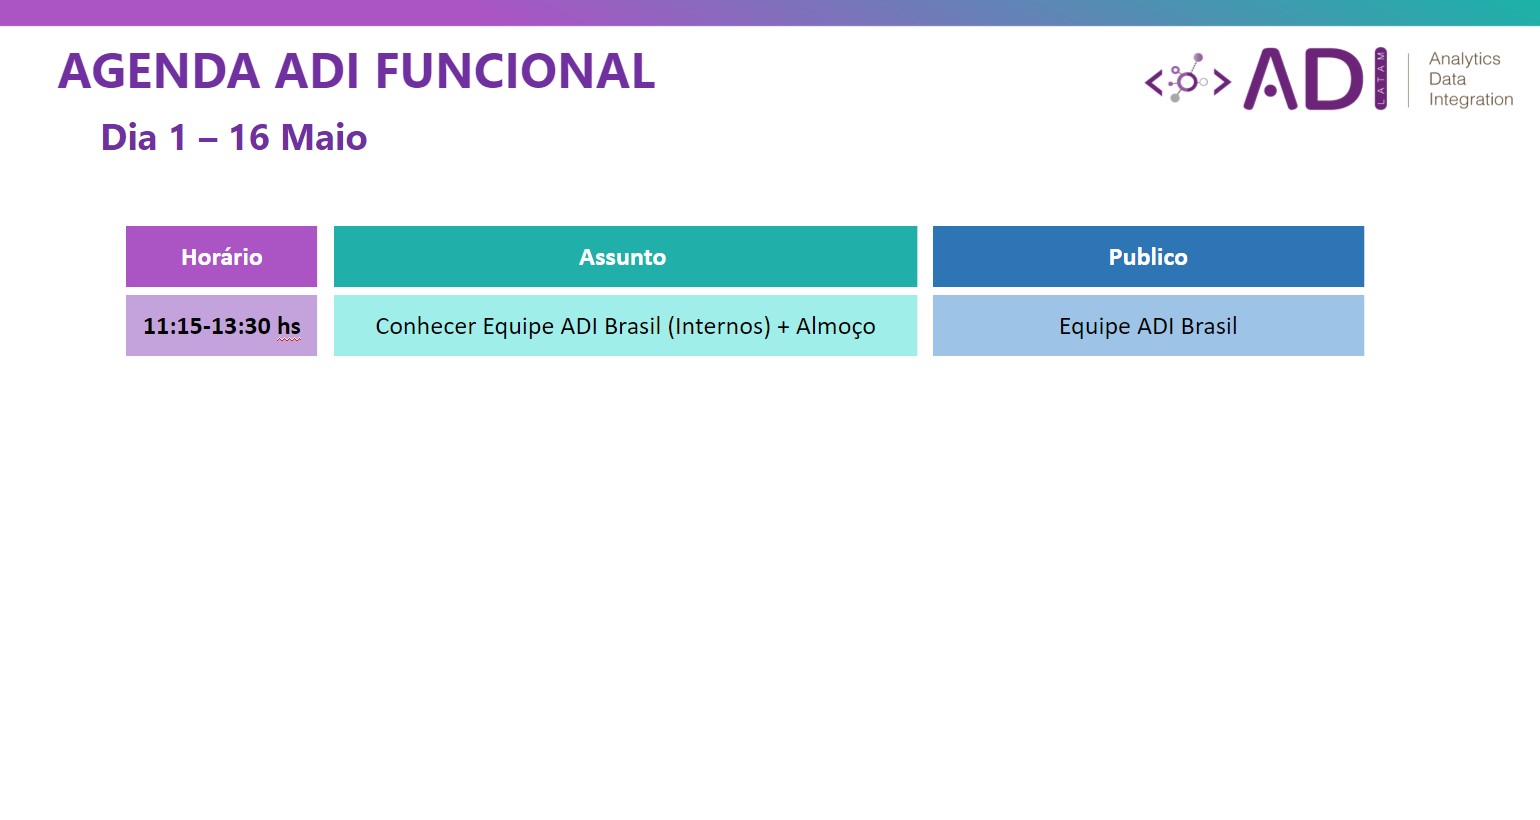 AGENDA ADI FUNCIONAL
Dia 1 – 16 Maio
ADI
LATAM
Analytics
Data
Integration
Horário
Assunto
Publico
11:15-13:30 hs
Conhecer Equipe ADI Brasil (Internos) + Almoço
Equipe ADI Brasil